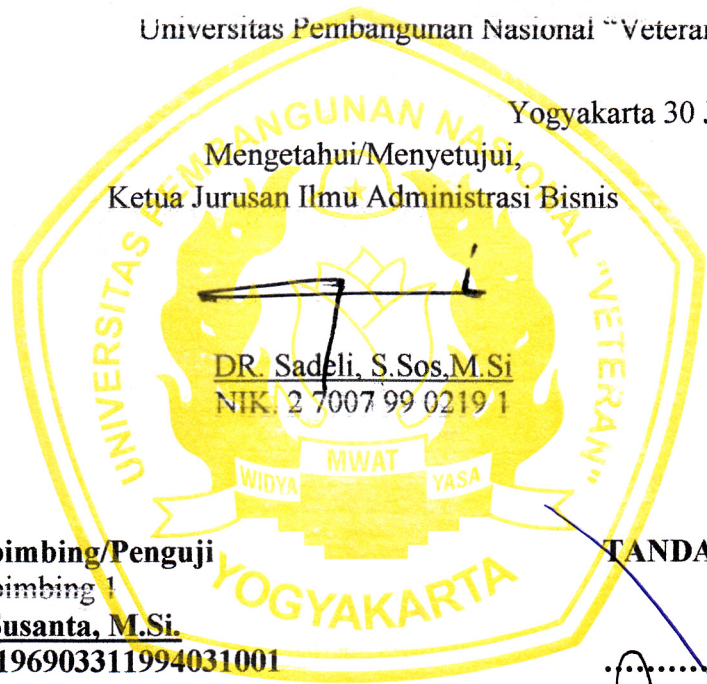 Universitas Pembangunan Nasional “Veteran
Yogyakarta 30 J
Mengetahui/Menyetujui,
Ketua Jurusan Ilmu Administrasi Bisnis
UNIVERSITAS PEMBANGUNAN NASIONAL "VETERAN"
DR. Sadeli, S.Sos,M.Si
NIK. 2 7007 99 0219 1
WIDYA MWAT YASA
YOGYAKARTA
bimbing/Penguji
TANDA
bimbing 1
Susanta, M.Si.
196903311994031001